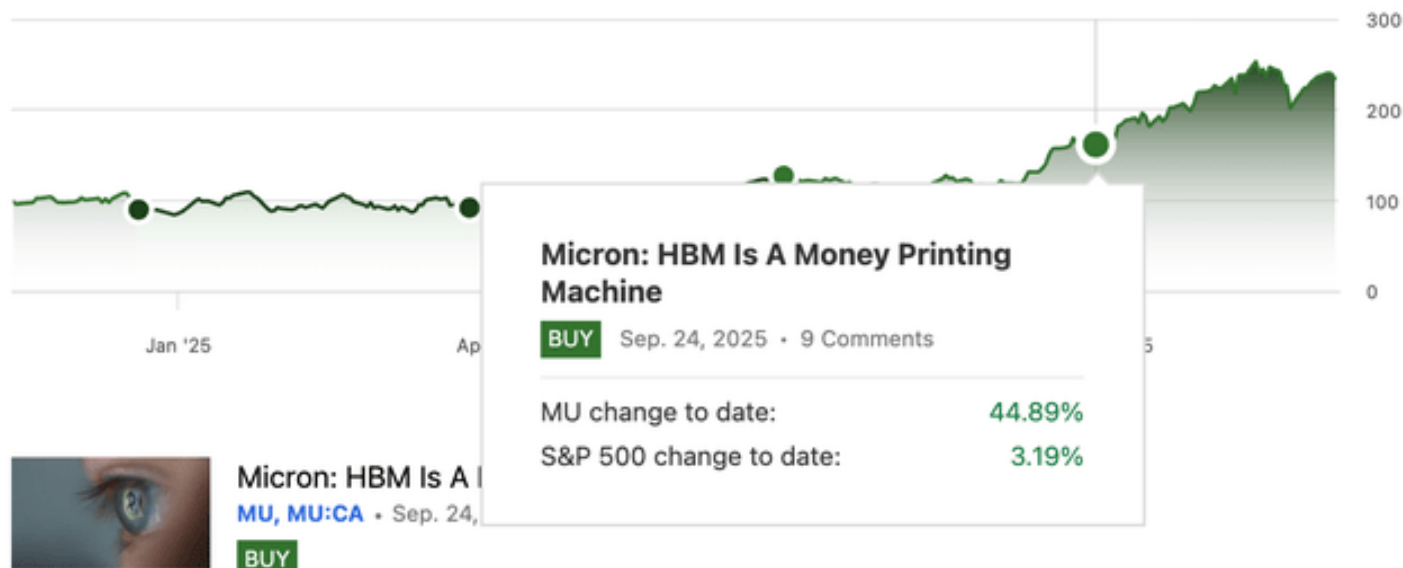 300
200
100
0
Jan '25
Ap
5
Micron: HBM Is A Money Printing
Machine
BUY Sep. 24, 2025 • 9 Comments
MU change to date: 44.89%
S&P 500 change to date: 3.19%
Micron: HBM Is A
MU, MU:CA • Sep. 24,
BUY